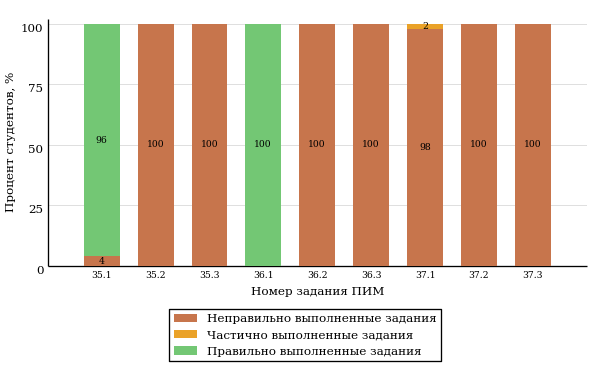 Процент студентов, %
100
75
50
25
0
96
4
100
100
100
100
100
2
98
100
100
35.1 35.2 35.3 36.1 36.2 36.3 37.1 37.2 37.3
Номер задания ПИМ
Неправильно выполненные задания
Частично выполненные задания
Правильно выполненные задания